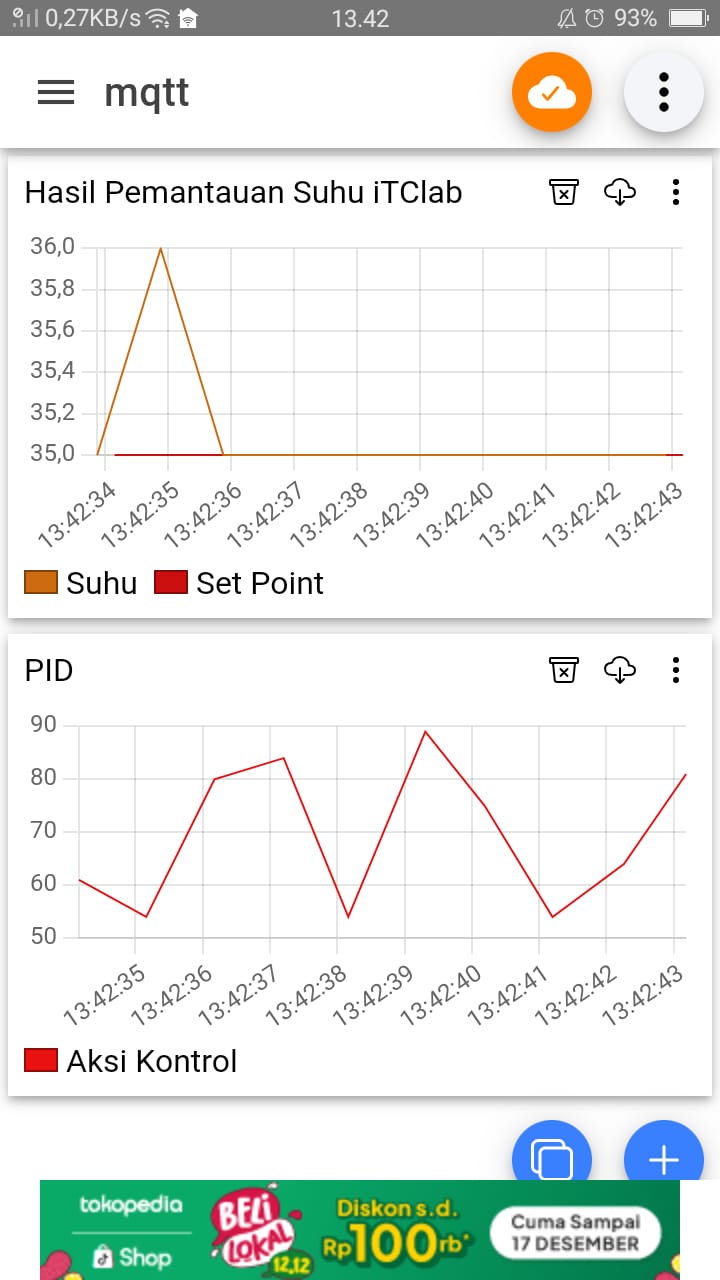 0,27KB/s 13.42 93%
mqtt
Hasil Pemantauan Suhu iTClab
36,0
35,8
35,6
35,4
35,2
35,0
13:42:34 13:42:35 13:42:36 13:42:37 13:42:38 13:42:39 13:42:40 13:42:41 13:42:42 13:42:43
Suhu Set Point
PID
90
80
70
60
50
13:42:35 13:42:36 13:42:37 13:42:38 13:42:39 13:42:40 13:42:41 13:42:42 13:42:43
Aksi Kontrol
tokopedia
Shop
BELi
LOKAL
12.12
Diskon s.d.
Rp100rb*
Cuma Sampai
17 DESEMBER